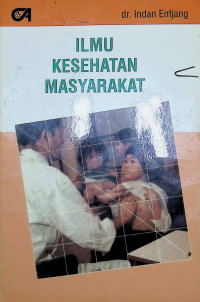 dr. Indan Entjang
ILMU
KESEHATAN
MASYARAKAT